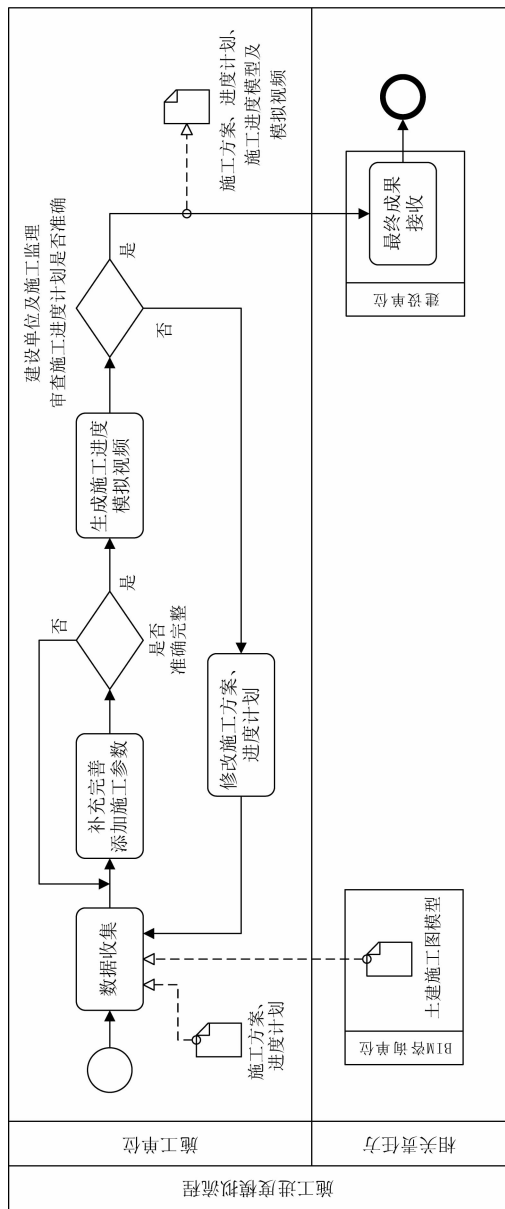 施工进度模拟流程
施工单位
相关责任方
数据收集
施工方案、
进度计划
补充完善
添加施工参数
是否
准确完整
否
是
生成施工进度
模拟视频
建设单位及施工监理
审查施工进度计划是否准确
是
否
修改施工方案、
进度计划
施工方案、进度计划、
施工进度模型及
模拟视频
BIM咨询单位
土建施工图模型
建设单位
最终成果
接收